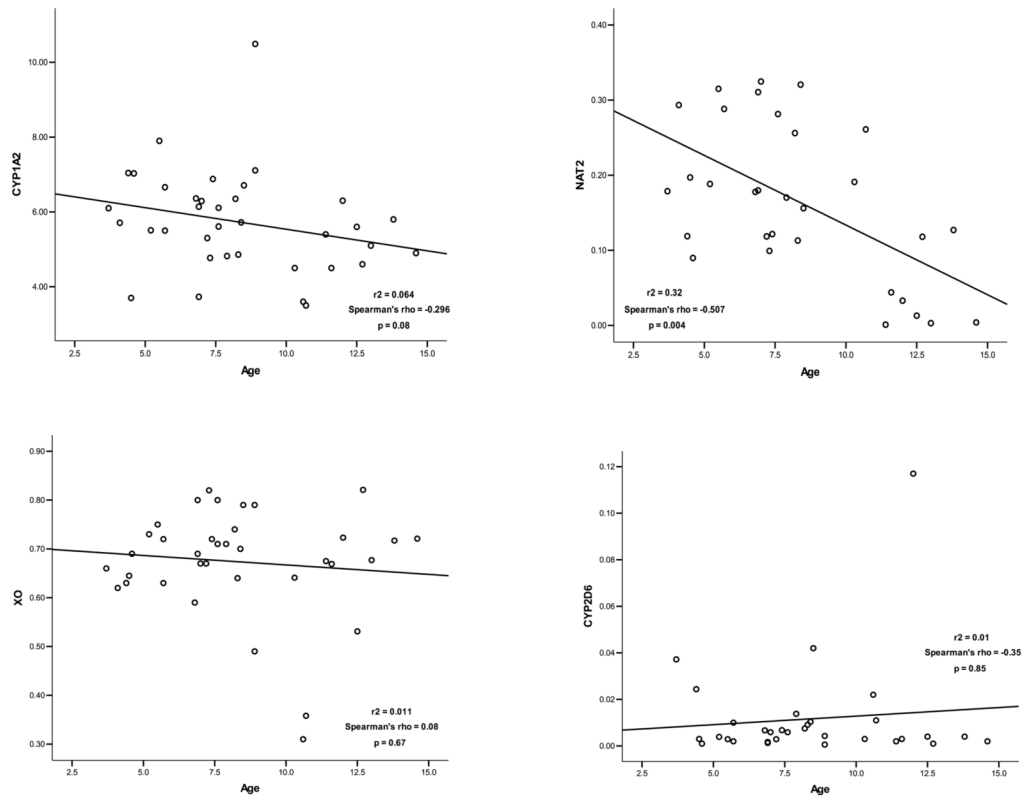 10.00
8.00
6.00
4.00
CYP1A2
r2 = 0.064
Spearman's rho = -0.296
p = 0.08
2.5 5.0 7.5 10.0 12.5 15.0
Age
0.40
0.30
0.20
0.10
0.00
NAT2
r2 = 0.32
Spearman's rho = -0.507
p = 0.004
2.5 5.0 7.5 10.0 12.5 15.0
Age
0.90
0.80
0.70
0.60
0.50
0.40
0.30
XO
r2 = 0.011
Spearman's rho = 0.08
p = 0.67
2.5 5.0 7.5 10.0 12.5 15.0
Age
0.12
0.10
0.08
0.06
0.04
0.02
0.00
CYP2D6
r2 = 0.01
Spearman's rho = -0.35
p = 0.85
2.5 5.0 7.5 10.0 12.5 15.0
Age